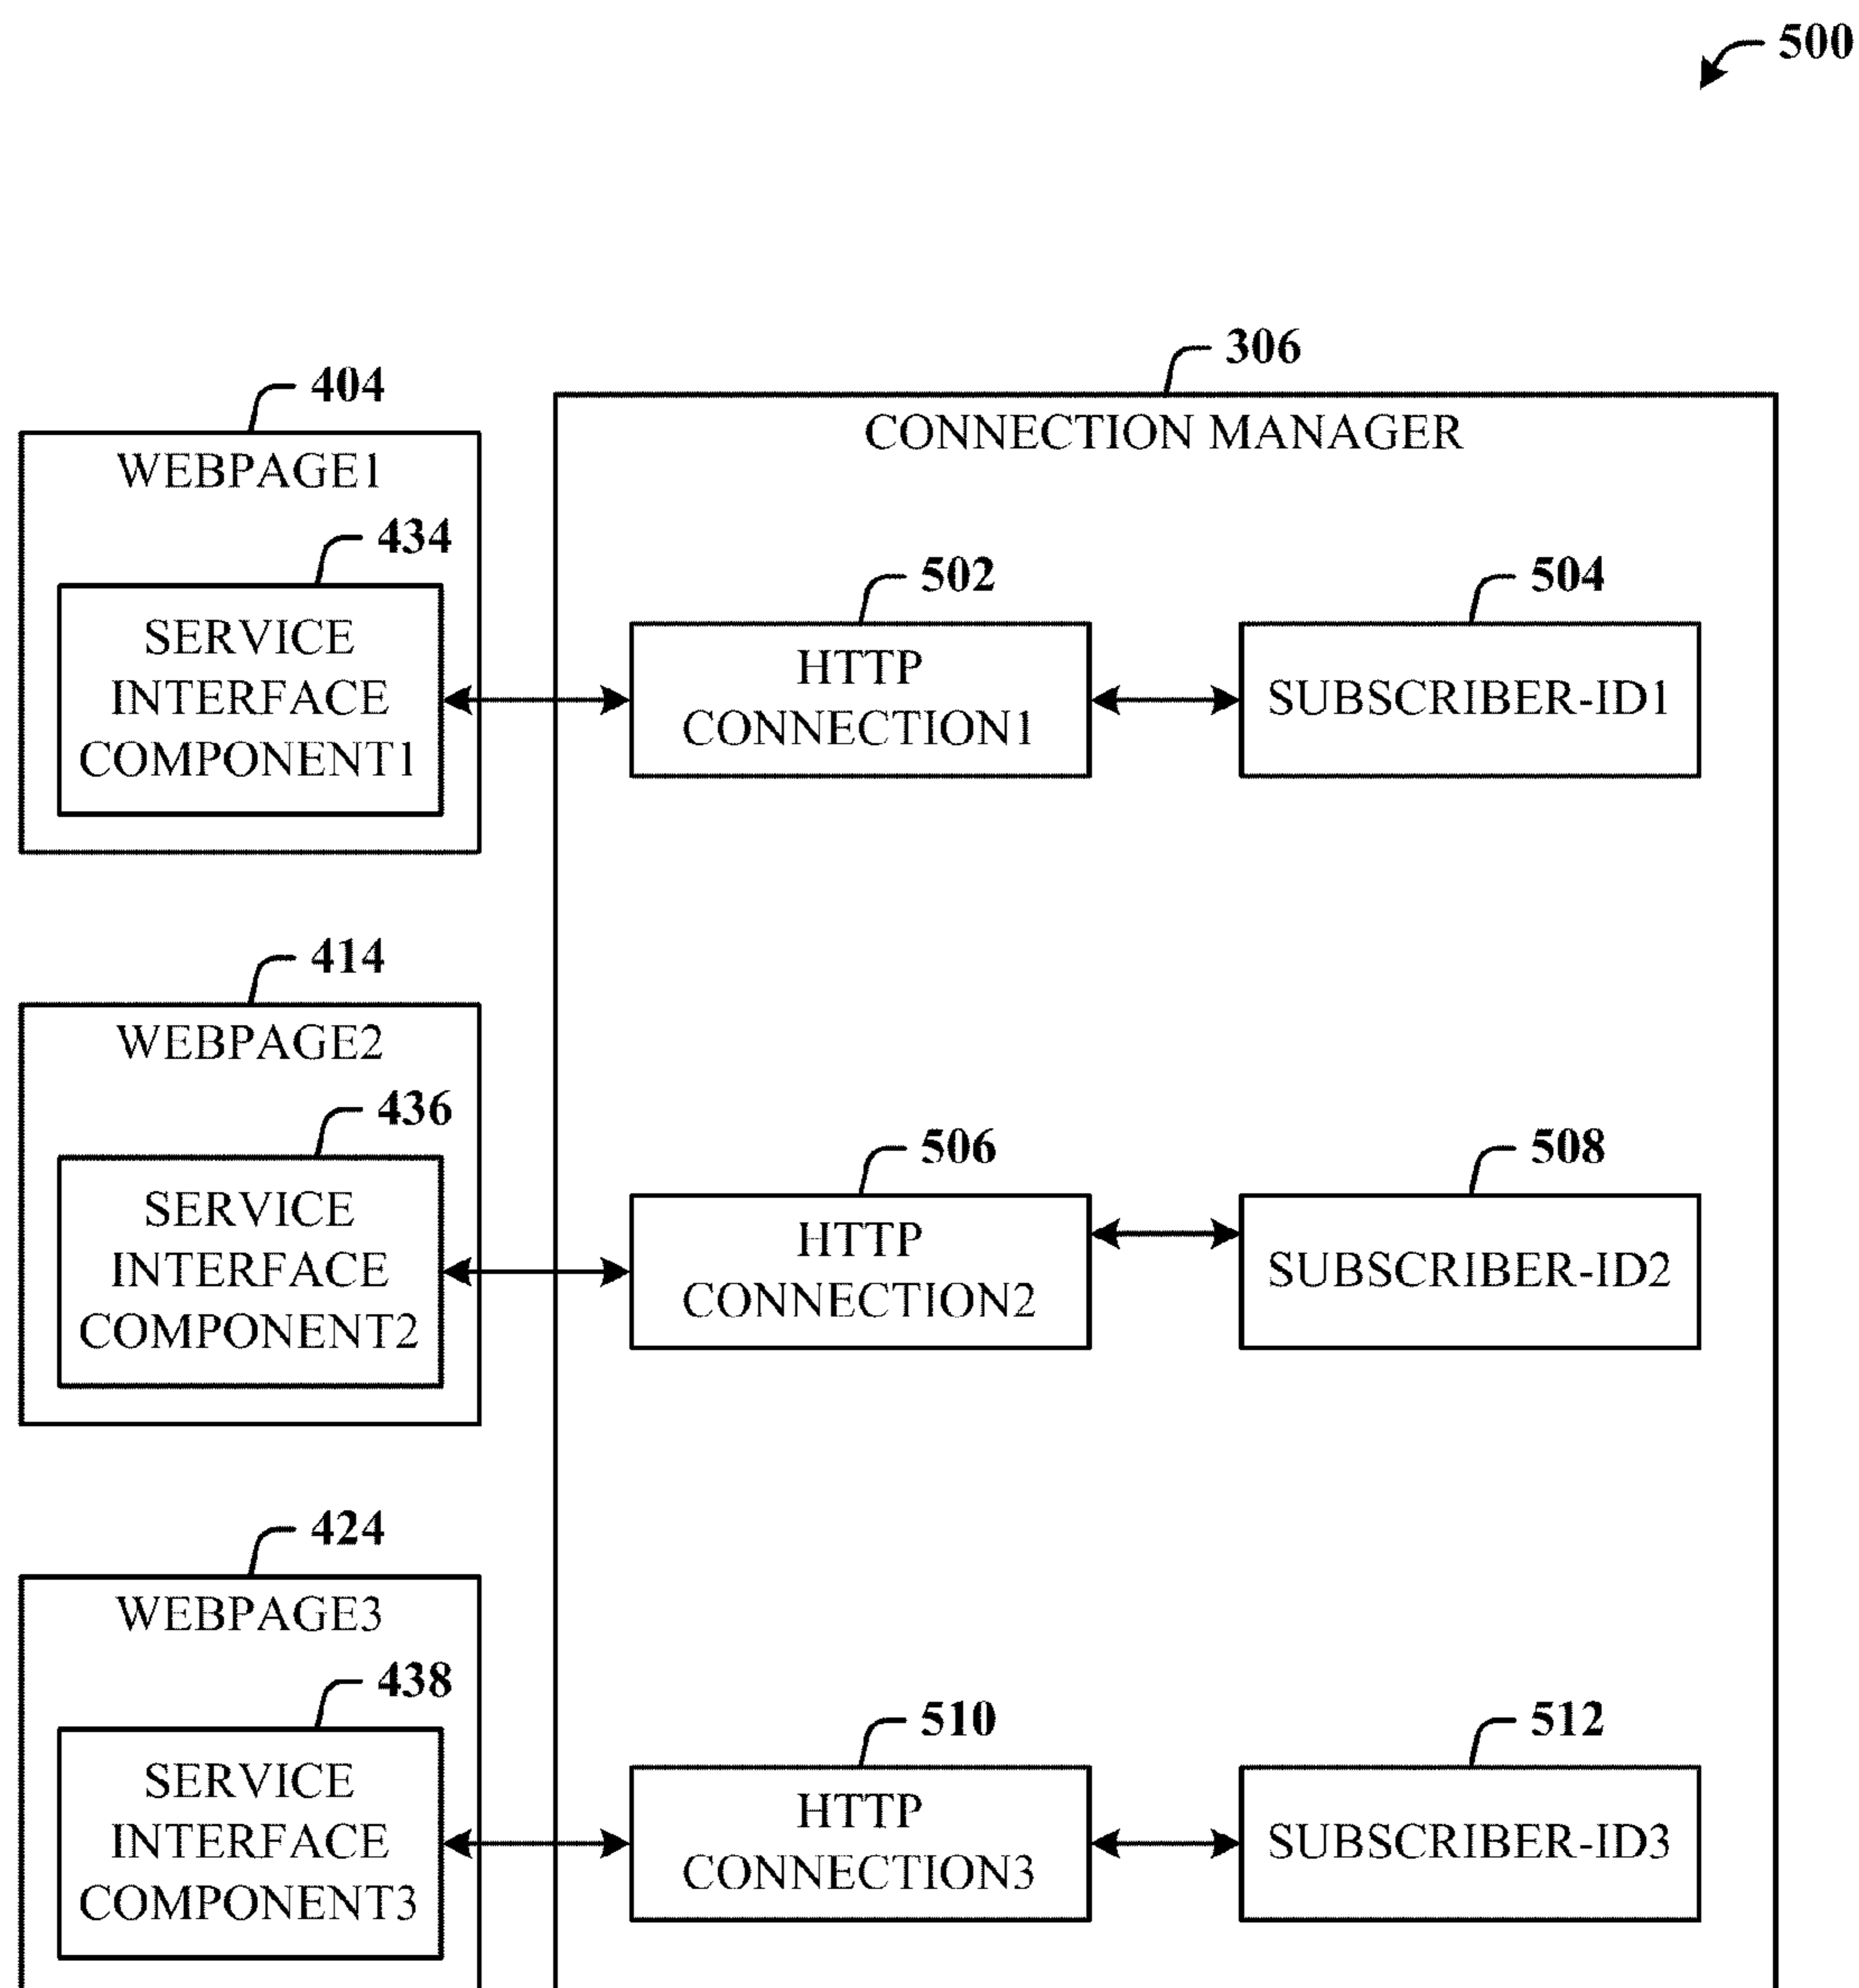 500
306
404
CONNECTION MANAGER
WEBPAGE1
434
502
504
SERVICE
INTERFACE
COMPONENT1
HTTP
CONNECTION1
SUBSCRIBER-ID1
414
WEBPAGE2
436
506
508
SERVICE
INTERFACE
COMPONENT2
HTTP
CONNECTION2
SUBSCRIBER-ID2
424
WEBPAGE3
438
510
512
SERVICE
INTERFACE
COMPONENT3
HTTP
CONNECTION3
SUBSCRIBER-ID3